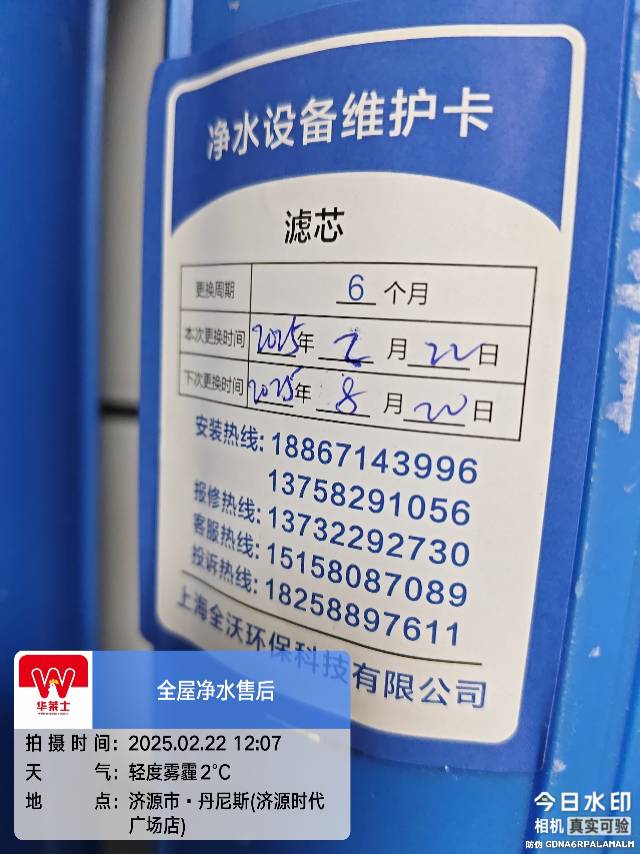 净水设备维护卡
滤芯
更换周期 6 个月
本次更换时间 2025年 2 月 22 日
下次更换时间 2025年 8 月 20 日
安装热线: 18867143996
13758291056
报修热线: 13732292730
客服热线: 15158087089
投诉热线: 18258897611
上海全沃环保科技有限公司
华莱士
全屋净水售后
拍摄时间: 2025.02.22 12:07
天气: 轻度雾霾 2℃
地点: 济源市·丹尼斯(济源时代
广场店)
今日水印
相机 真实可验
防伪 GDNA6RPALAMALM